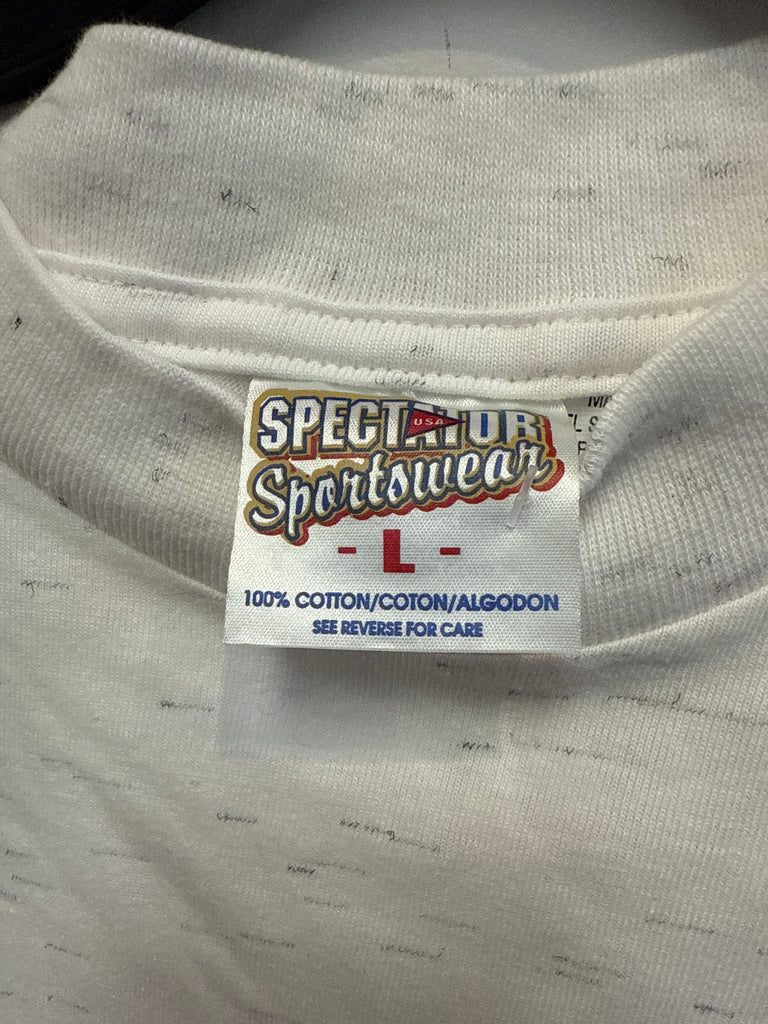 SPECTATOR
USA
Sportswear
- L -
100% COTTON/COTON/ALGODON
SEE REVERSE FOR CARE